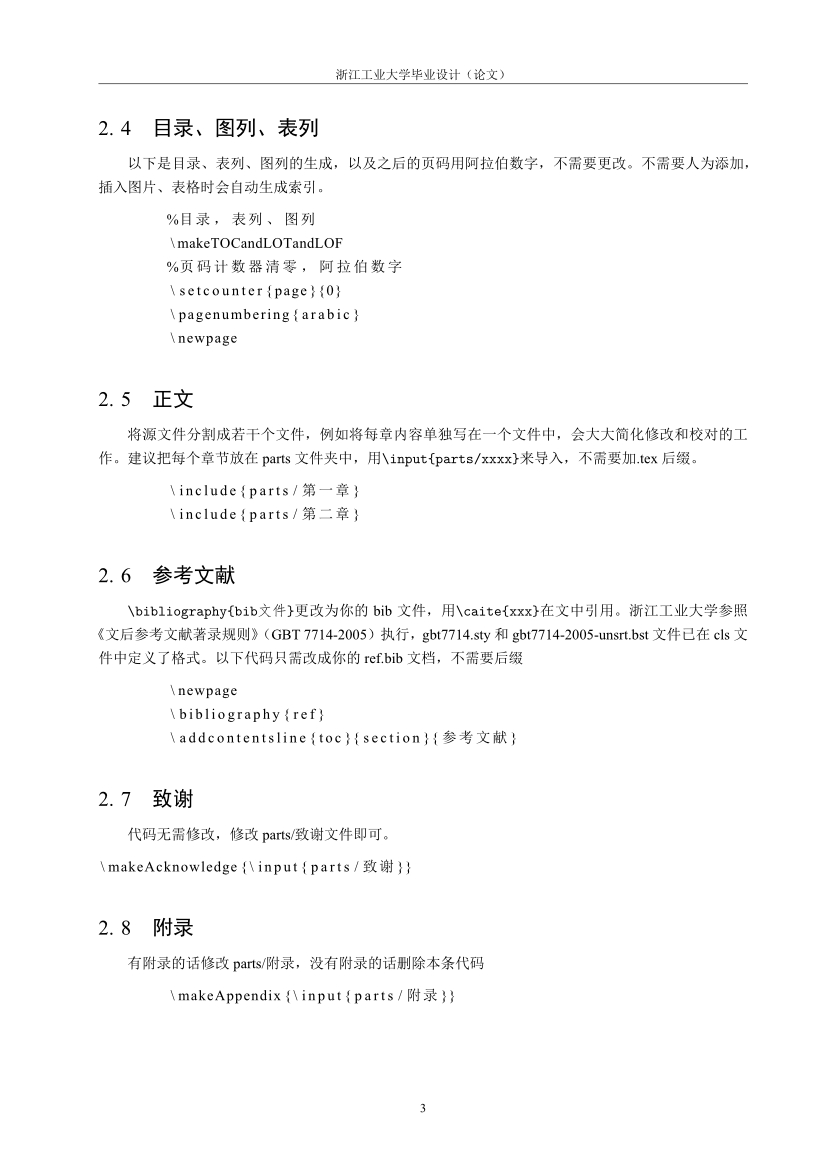 浙江工业大学毕业设计（论文）
2. 4 目录、图列、表列
以下是目录、表列、图列的生成，以及之后的页码用阿拉伯数字，不需要更改。不需要人为添加，
插入图片、表格时会自动生成索引。
%目录，表列、图列
\makeTOCandLOTandLOF
%页码计数器清零，阿拉伯数字
\setcounter{page}{0}
\pagenumbering{arabic}
\newpage
2. 5 正文
将源文件分割成若干个文件，例如将每章内容单独写在一个文件中，会大大简化修改和校对的工
作。建议把每个章节放在 parts 文件夹中，用\input{parts/xxxx}来导入，不需要加.tex 后缀。
\include{parts/第一章}
\include{parts/第二章}
2. 6 参考文献
\bibliography{bib文件}更改为你的 bib 文件，用\caite{xxx}在文中引用。浙江工业大学参照
《文后参考文献著录规则》（GBT 7714-2005）执行，gbt7714.sty 和 gbt7714-2005-unsrt.bst 文件已在 cls 文
件中定义了格式。以下代码只需改成你的 ref.bib 文档，不需要后缀
\newpage
\bibliography{ref}
\addcontentsline{toc}{section}{参考文献}
2. 7 致谢
代码无需修改，修改 parts/致谢文件即可。
\makeAcknowledge{\input{parts/致谢}}
2. 8 附录
有附录的话修改 parts/附录，没有附录的话删除本条代码
\makeAppendix{\input{parts/附录}}
3